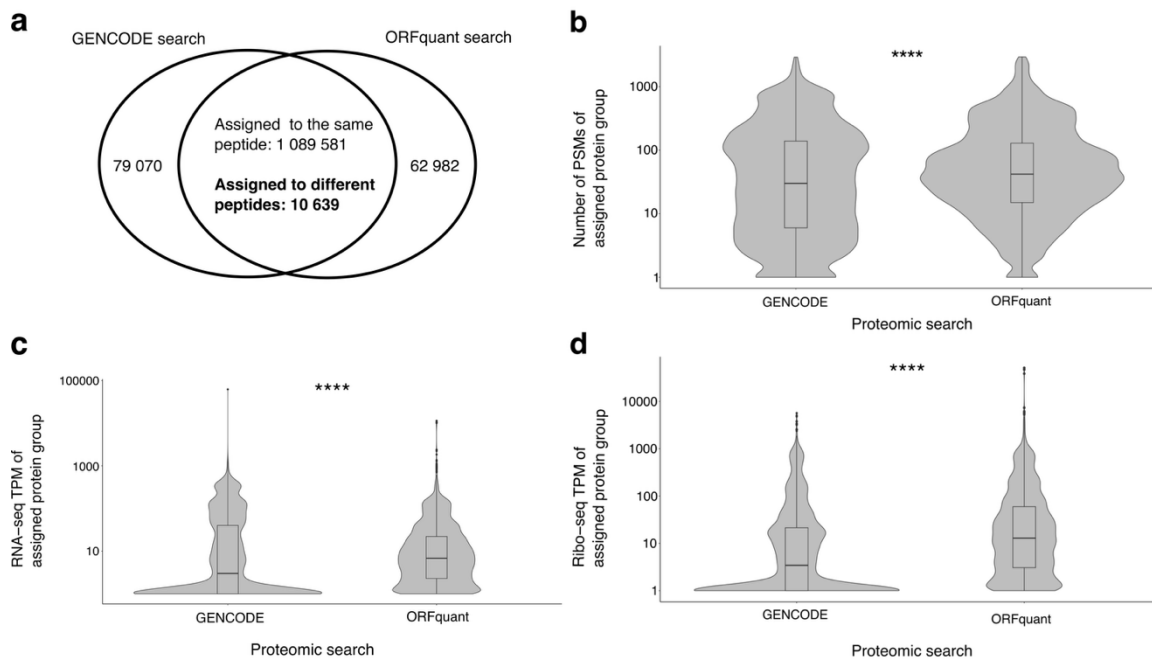 a
GENCODE search
ORFquant search
79 070
Assigned to the same
peptide: 1 089 581
Assigned to different
peptides: 10 639
62 982
b
Number of PSMs of
assigned protein group
1000
100
10
1
****
GENCODE
ORFquant
Proteomic search
c
RNA−seq TPM of
assigned protein group
100000
1000
10
****
GENCODE
ORFquant
Proteomic search
d
Ribo−seq TPM of
assigned protein group
10000
1000
100
10
1
****
GENCODE
ORFquant
Proteomic search